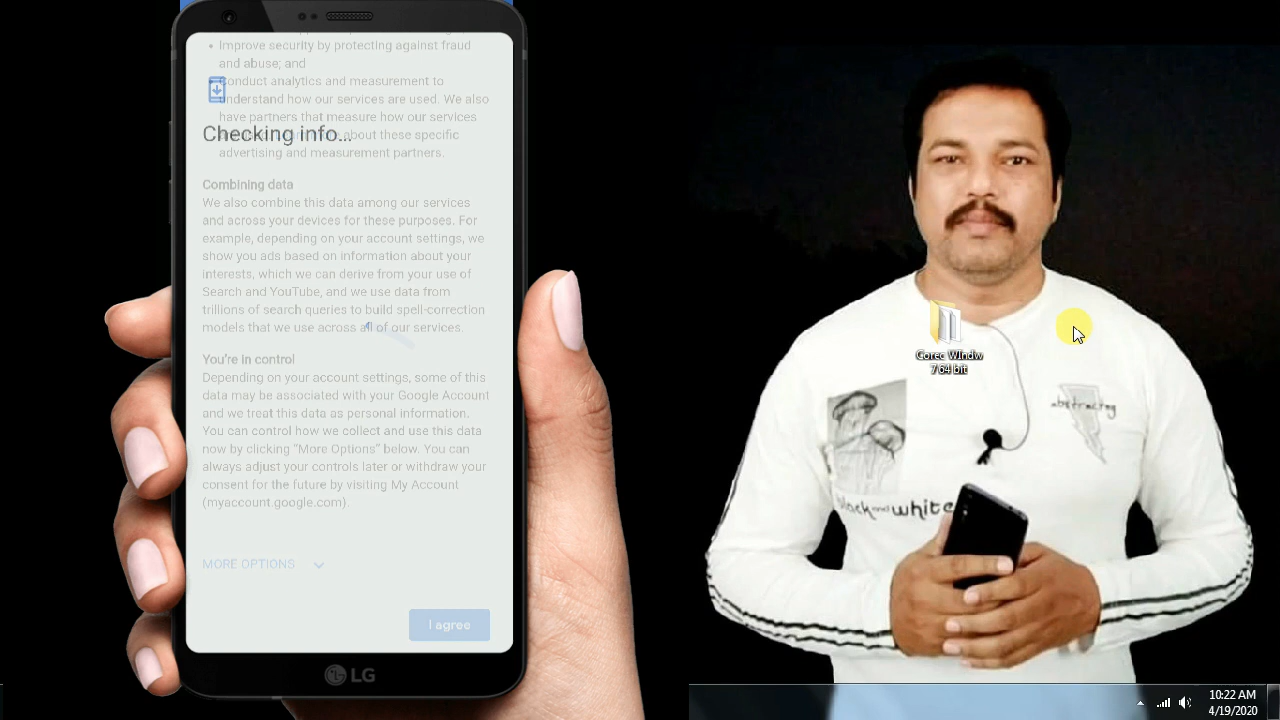 Improve security by protecting against fraud
and abuse; and
conduct analytics and measurement to
understand how our services are used. We also
have partners that measure how our services
Checking info...
about these specific
advertising and measurement partners.
Combining data
We also combine this data among our services
and across your devices for these purposes. For
example, depending on your account settings, we
show you ads based on information about your
interests, which we can derive from your use of
Search and YouTube, and we use data from
trillions of search queries to build spell-correction
models that we use across all of our services.
You're in control
Depending on your account settings, some of this
data may be associated with your Google Account
and we treat this data as personal information.
You can control how we collect and use this data
now by clicking "More Options" below. You can
always adjust your controls later or withdraw your
consent for the future by visiting My Account
(myaccount.google.com).
MORE OPTIONS
I agree
LG
Gorec WIndw
7 64 bit
abstracted
black and white
10:22 AM
4/19/2020